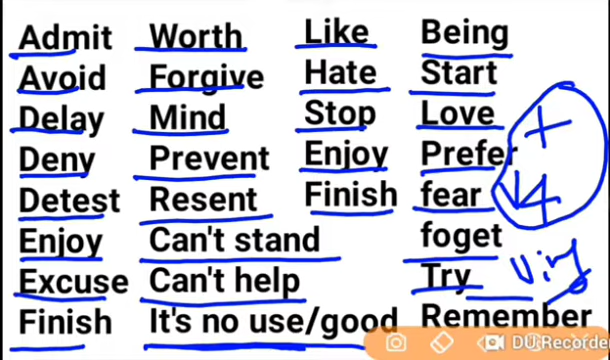 Admit Worth Like Being
Avoid Forgive Hate Start
Delay Mind Stop Love
Deny Prevent Enjoy Prefer
Detest Resent Finish fear
Enjoy Can't stand foget
Excuse Can't help Try
Finish It's no use/good Remember
DU Recorder